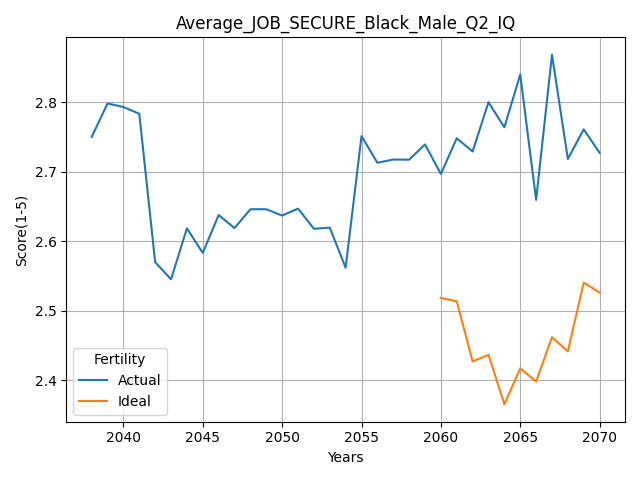 Average_JOB_SECURE_Black_Male_Q2_IQ
Score(1-5)
2.8
2.7
2.6
2.5
2.4
Fertility
Actual
Ideal
2040 2045 2050 2055 2060 2065 2070
Years